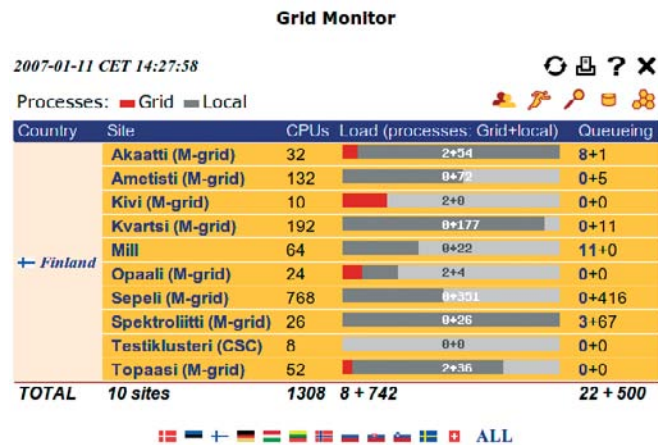 Grid Monitor
2007-01-11 CET 14:27:58
Processes: Grid Local
Country Site CPUs Load (processes: Grid+local) Queueing
Akaatti (M-grid) 32 2+54 8+1
Ametisti (M-grid) 132 0+72 0+5
Kivi (M-grid) 10 2+0 0+0
Kvartsi (M-grid) 192 0+177 0+11
Finland Mill 64 0+22 11+0
Opaali (M-grid) 24 2+4 0+0
Sepeli (M-grid) 768 0+351 0+416
Spektroliitti (M-grid) 26 0+26 3+67
Testiklusteri (CSC) 8 0+0 0+0
Topaasi (M-grid) 52 2+36 0+0
TOTAL 10 sites 1308 8 + 742 22 + 500
ALL